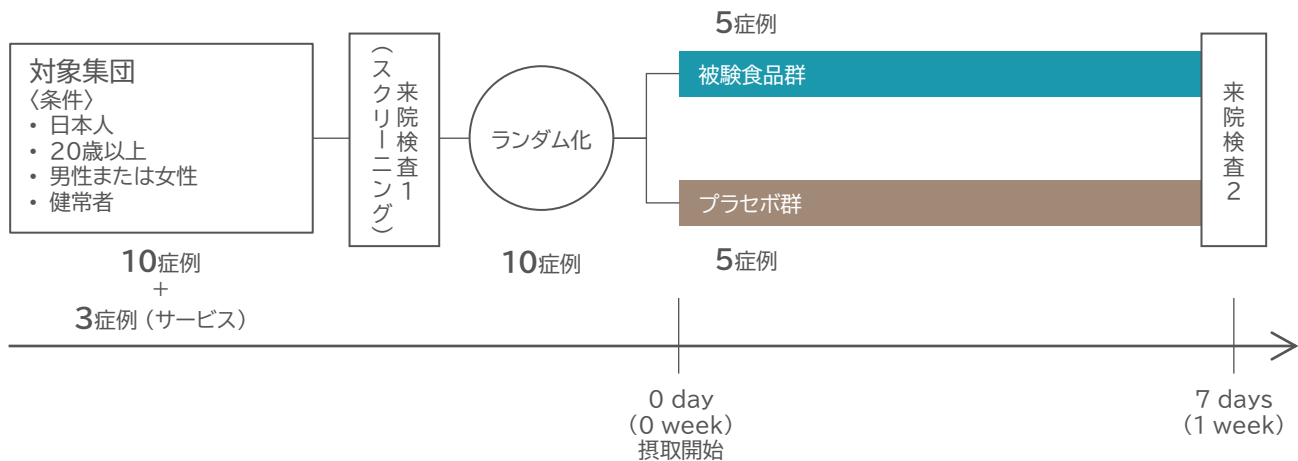 対象集団
〈条件〉
• 日本人
• 20歳以上
• 男性または女性
• 健常者
10症例
+
3症例（サービス）
来院検査1
（スクリーニング）
ランダム化
10症例
5症例
被験食品群
プラセボ群
5症例
来院検査2
0 day
(0 week)
摂取開始
7 days
(1 week)